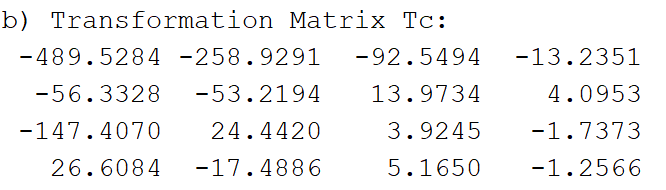 b) Transformation Matrix Tc:
-489.5284 -258.9291 -92.5494 -13.2351
-56.3328 -53.2194 13.9734 4.0953
-147.4070 24.4420 3.9245 -1.7373
26.6084 -17.4886 5.1650 -1.2566